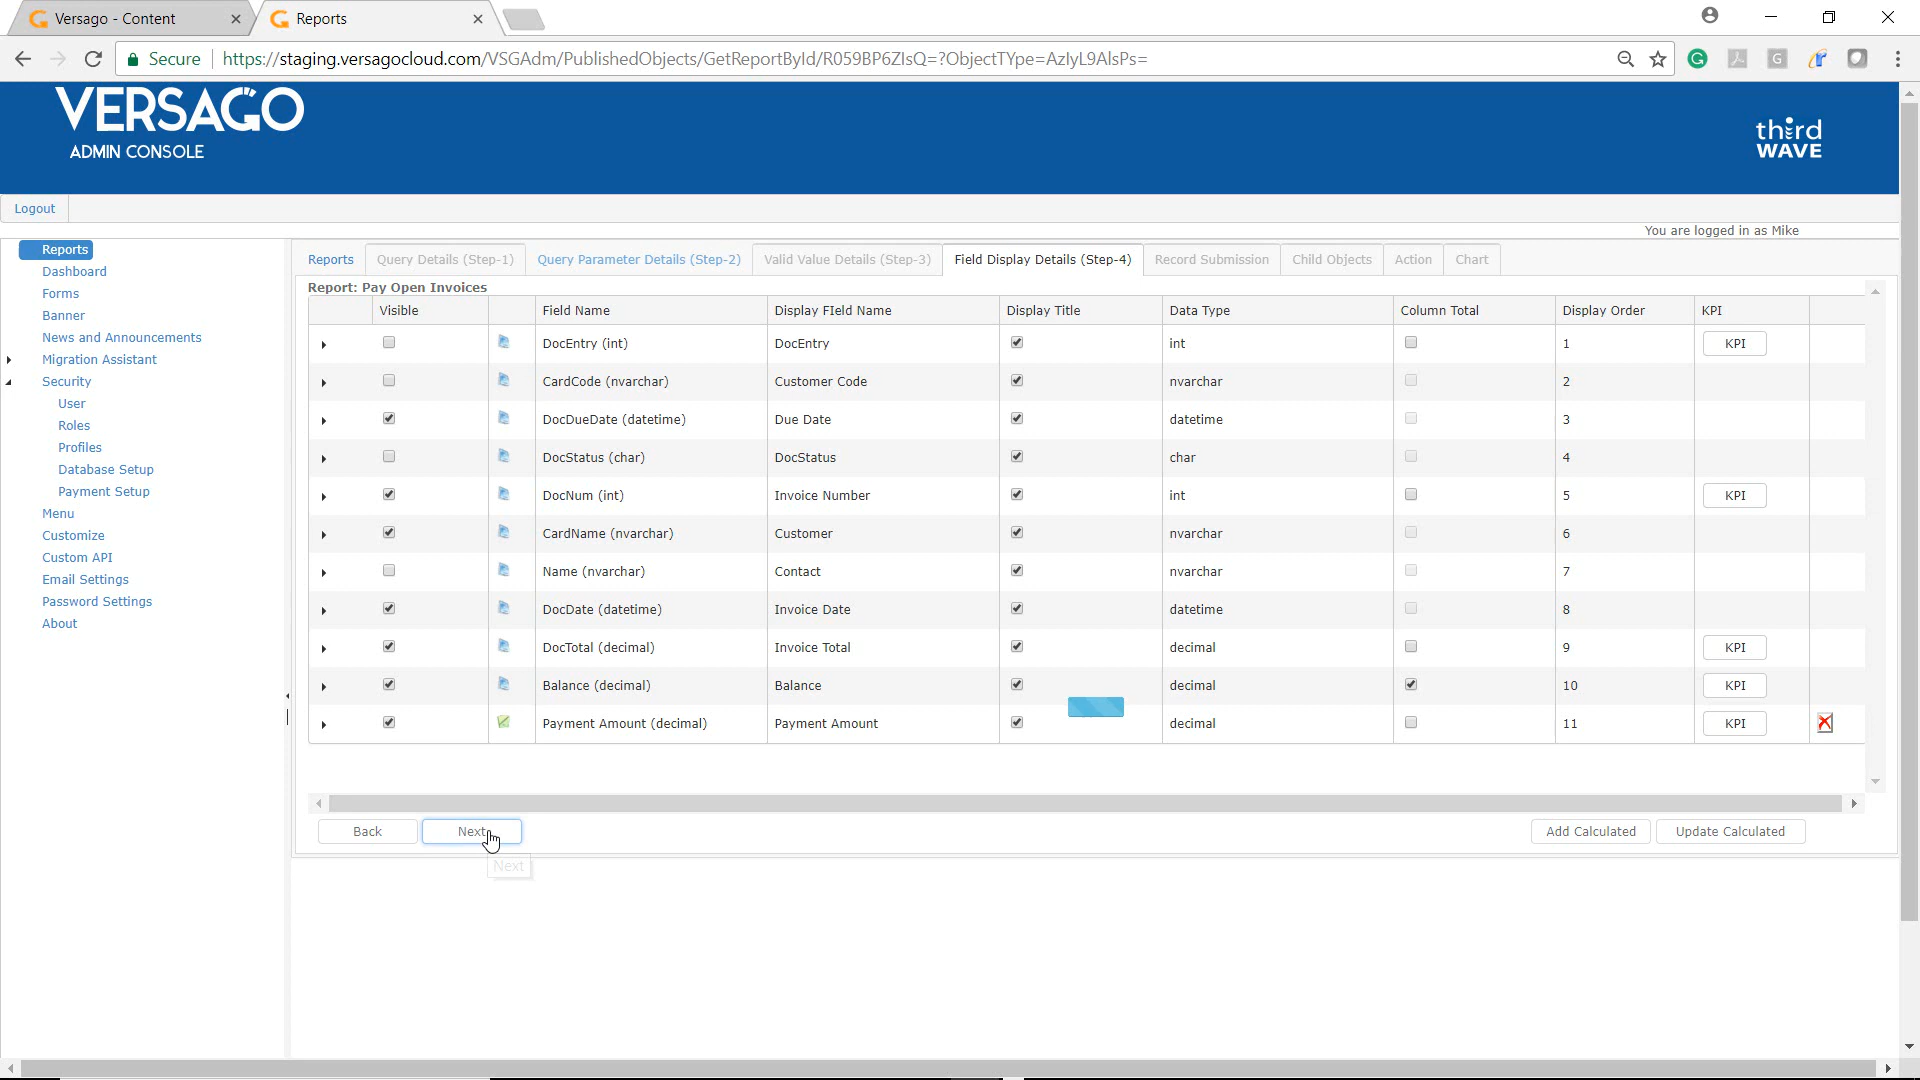 Versago - Content
Reports
Secure
https://staging.versagocloud.com/VSGAdm/PublishedObjects/GetReportById/R059BP6ZIsQ=?ObjectTYpe=AzIyL9AlsPs=
VERSAGO
ADMIN CONSOLE
third
WAVE
Logout
You are logged in as Mike
Reports
Dashboard
Forms
Banner
News and Announcements
Migration Assistant
Security
User
Roles
Profiles
Database Setup
Payment Setup
Menu
Customize
Custom API
Email Settings
Password Settings
About
Reports Query Details (Step-1) Query Parameter Details (Step-2) Valid Value Details (Step-3) Field Display Details (Step-4) Record Submission Child Objects Action Chart
Report: Pay Open Invoices
Visible Field Name Display FIeld Name Display Title Data Type Column Total Display Order KPI
DocEntry (int) DocEntry int 1 KPI
CardCode (nvarchar) Customer Code nvarchar 2
DocDueDate (datetime) Due Date datetime 3
DocStatus (char) DocStatus char 4
DocNum (int) Invoice Number int 5 KPI
CardName (nvarchar) Customer nvarchar 6
Name (nvarchar) Contact nvarchar 7
DocDate (datetime) Invoice Date datetime 8
DocTotal (decimal) Invoice Total decimal 9 KPI
Balance (decimal) Balance decimal 10 KPI
Payment Amount (decimal) Payment Amount decimal 11 KPI
Back Next Add Calculated Update Calculated
Next